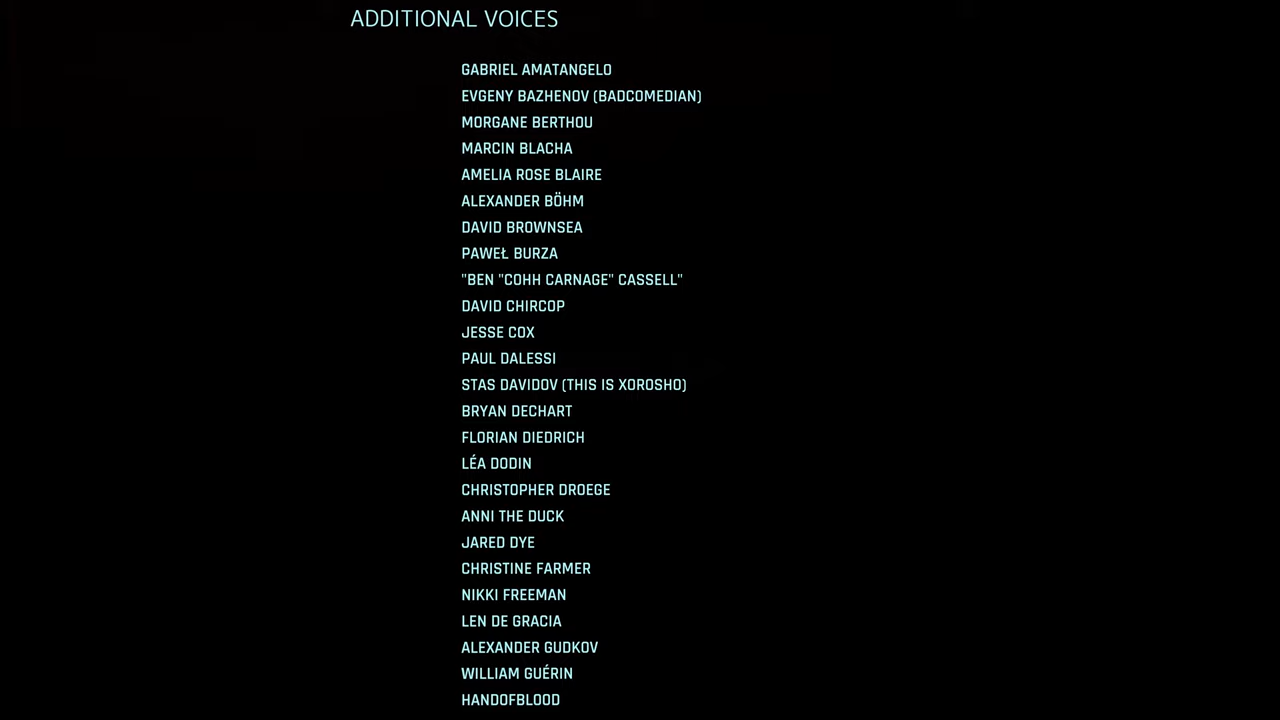 ADDITIONAL VOICES
GABRIEL AMATANGELO
EVGENY BAZHENOV (BADCOMEDIAN)
MORGANE BERTHOU
MARCIN BLACHA
AMELIA ROSE BLAIRE
ALEXANDER BÖHM
DAVID BROWNSEA
PAWEŁ BURZA
"BEN "COHH CARNAGE" CASSELL"
DAVID CHIRCOP
JESSE COX
PAUL DALESSI
STAS DAVIDOV (THIS IS XOROSHO)
BRYAN DECHART
FLORIAN DIEDRICH
LÉA DODIN
CHRISTOPHER DROEGE
ANNI THE DUCK
JARED DYE
CHRISTINE FARMER
NIKKI FREEMAN
LEN DE GRACIA
ALEXANDER GUDKOV
WILLIAM GUÉRIN
HANDOFBLOOD